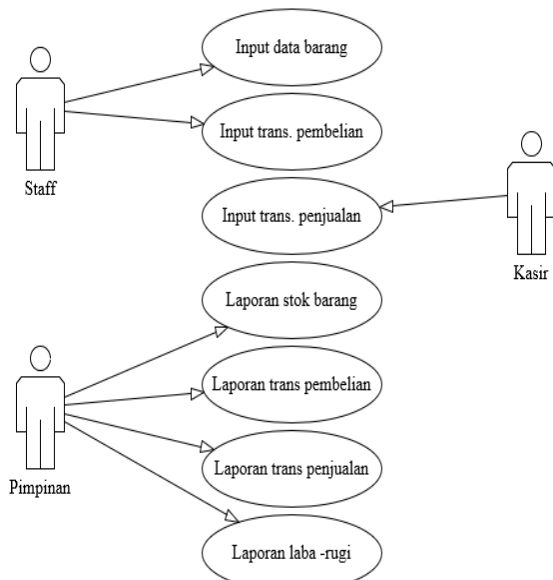 Input data barang
Input trans. pembelian
Staff
Input trans. penjualan
Kasir
Laporan stok barang
Laporan trans pembelian
Pimpinan
Laporan trans penjualan
Laporan laba -rugi